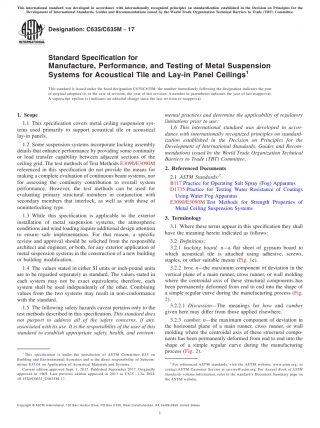 This international standard was developed in accordance with internationally recognized principles on standardization established in the Decision on Principles for the
Development of International Standards, Guides and Recommendations issued by the World Trade Organization Technical Barriers to Trade (TBT) Committee.
Designation: C635/C635M – 17
Standard Specification for
Manufacture, Performance, and Testing of Metal Suspension
Systems for Acoustical Tile and Lay-in Panel Ceilings1
This standard is issued under the fixed designation C635/C635M; the number immediately following the designation indicates the year
of original adoption or, in the case of revision, the year of last revision. A number in parentheses indicates the year of last reapproval.
A superscript epsilon (ε) indicates an editorial change since the last revision or reapproval.
1. Scope
1.1 This specification covers metal ceiling suspension sys-
tems used primarily to support acoustical tile or acoustical
lay-in panels.
1.2 Some suspension systems incorporate locking assembly
details that enhance performance by providing some continuity
or load transfer capability between adjacent sections of the
ceiling grid. The test methods of Test Methods E3090/E3090M
referenced in this specification do not provide the means for
making a complete evaluation of continuous beam systems, nor
for assessing the continuity contribution to overall system
performance. However, the test methods can be used for
evaluating primary structural members in conjunction with
secondary members that interlock, as well as with those of
noninterlocking type.
1.3 While this specification is applicable to the exterior
installation of metal suspension systems, the atmospheric
conditions and wind loading require additional design attention
to ensure safe implementation. For that reason, a specific
review and approval should be solicited from the responsible
architect and engineer, or both, for any exterior application of
metal suspension systems in the construction of a new building
or building modification.
1.4 The values stated in either SI units or inch-pound units
are to be regarded separately as standard. The values stated in
each system may not be exact equivalents; therefore, each
system shall be used independently of the other. Combining
values from the two systems may result in non-conformance
with the standard.
1.5 The following safety hazards caveat pertains only to the
test methods described in this specification. This standard does
not purport to address all of the safety concerns, if any,
associated with its use. It is the responsibility of the user of this
standard to establish appropriate safety, health, and environ-
mental practices and determine the applicability of regulatory
limitations prior to use.
1.6 This international standard was developed in accor-
dance with internationally recognized principles on standard-
ization established in the Decision on Principles for the
Development of International Standards, Guides and Recom-
mendations issued by the World Trade Organization Technical
Barriers to Trade (TBT) Committee.
2. Referenced Documents
2.1 ASTM Standards:2
B117 Practice for Operating Salt Spray (Fog) Apparatus
D1735 Practice for Testing Water Resistance of Coatings
Using Water Fog Apparatus
E3090/E3090M Test Methods for Strength Properties of
Metal Ceiling Suspension Systems
3. Terminology
3.1 Where these terms appear in this specification they shall
have the meaning herein indicated as follows:
3.2 Definitions:
3.2.1 backing board, n—a flat sheet of gypsum board to
which acoustical tile is attached using adhesive, screws,
staples, or other suitable means (Fig. 1c).
3.2.2 bow, n—the maximum component of deviation in the
vertical plane of a main runner, cross runner, or wall molding
where the centroidal axis of these structural components has
been permanently deformed from end to end into the shape of
a simple regular curve during the manufacturing process (Fig.
2).
3.2.2.1 Discussion—The meanings for bow and camber
given here may differ from those applied elsewhere.
3.2.3 camber, n—the maximum component of deviation in
the horizontal plane of a main runner, cross runner, or wall
molding where the centroidal axis of these structural compo-
nents has been permanently deformed from end to end into the
shape of a simple regular curve during the manufacturing
process (Fig. 2).
1 This specification is under the jurisdiction of ASTM Committee E33 on
Building Environmental Acoustics and is the direct responsibility of Subcom-
mittee E33.04 on Application of Acoustical Materials and Systems.
Current edition approved Sept. 1, 2017. Published September 2017. Originally
approved in 1969. Last previous edition approved in 2013 as C635 – 13a. DOI:
10.1520/C0635_C0635M-17.
2 For referenced ASTM standards, visit the ASTM website, www.astm.org, or
contact ASTM Customer Service at service@astm.org. For Annual Book of ASTM
Standards volume information, refer to the standard's Document Summary page on
the ASTM website.
Copyright © ASTM International, 100 Barr Harbor Drive, PO Box C700, West Conshohocken, PA 19428-2959. United States
1